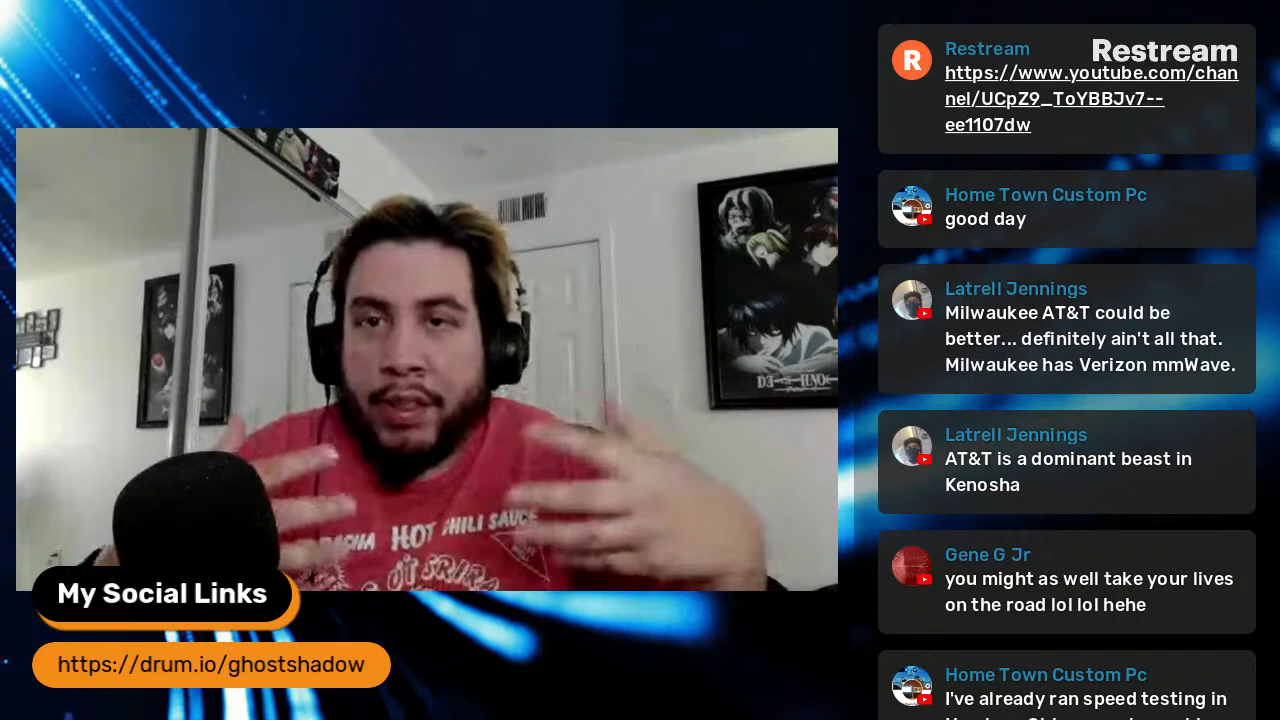 Restream
Restream
https://www.youtube.com/chan
nel/UCpZ9_ToYBBJv7--
ee1107dw
Home Town Custom Pc
good day
Latrell Jennings
Milwaukee AT&T could be
better... definitely ain't all that.
Milwaukee has Verizon mmWave.
Latrell Jennings
AT&T is a dominant beast in
Kenosha
Gene G Jr
you might as well take your lives
on the road lol lol hehe
Home Town Custom Pc
I've already ran speed testing in
HOT CHILI SAUCE
My Social Links
https://drum.io/ghostshadow